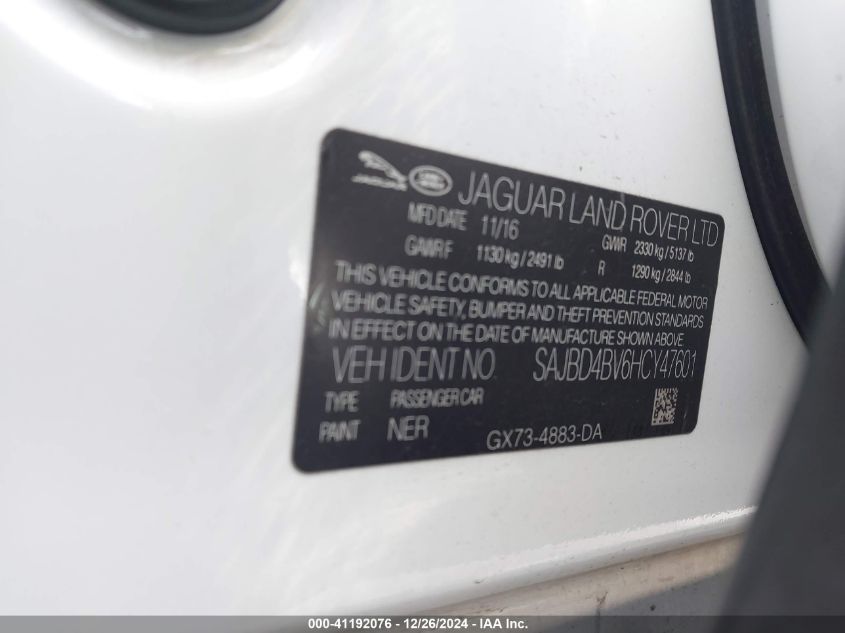 JAGUAR
JAGUAR LAND ROVER LTD
MFD DATE 11/16 GVWR 2330 kg / 5137 lb
GAWR F 1130 kg / 2491 lb R 1290 kg / 2844 lb
THIS VEHICLE CONFORMS TO ALL APPLICABLE FEDERAL MOTOR
VEHICLE SAFETY, BUMPER AND THEFT PREVENTION STANDARDS
IN EFFECT ON THE DATE OF MANUFACTURE SHOWN ABOVE
VEH IDENT NO. SAJBD4BV6HCY47601
TYPE PASSENGER CAR
PAINT NER
GX73-4883-DA
000-41192076 - 12/26/2024 - IAA Inc.